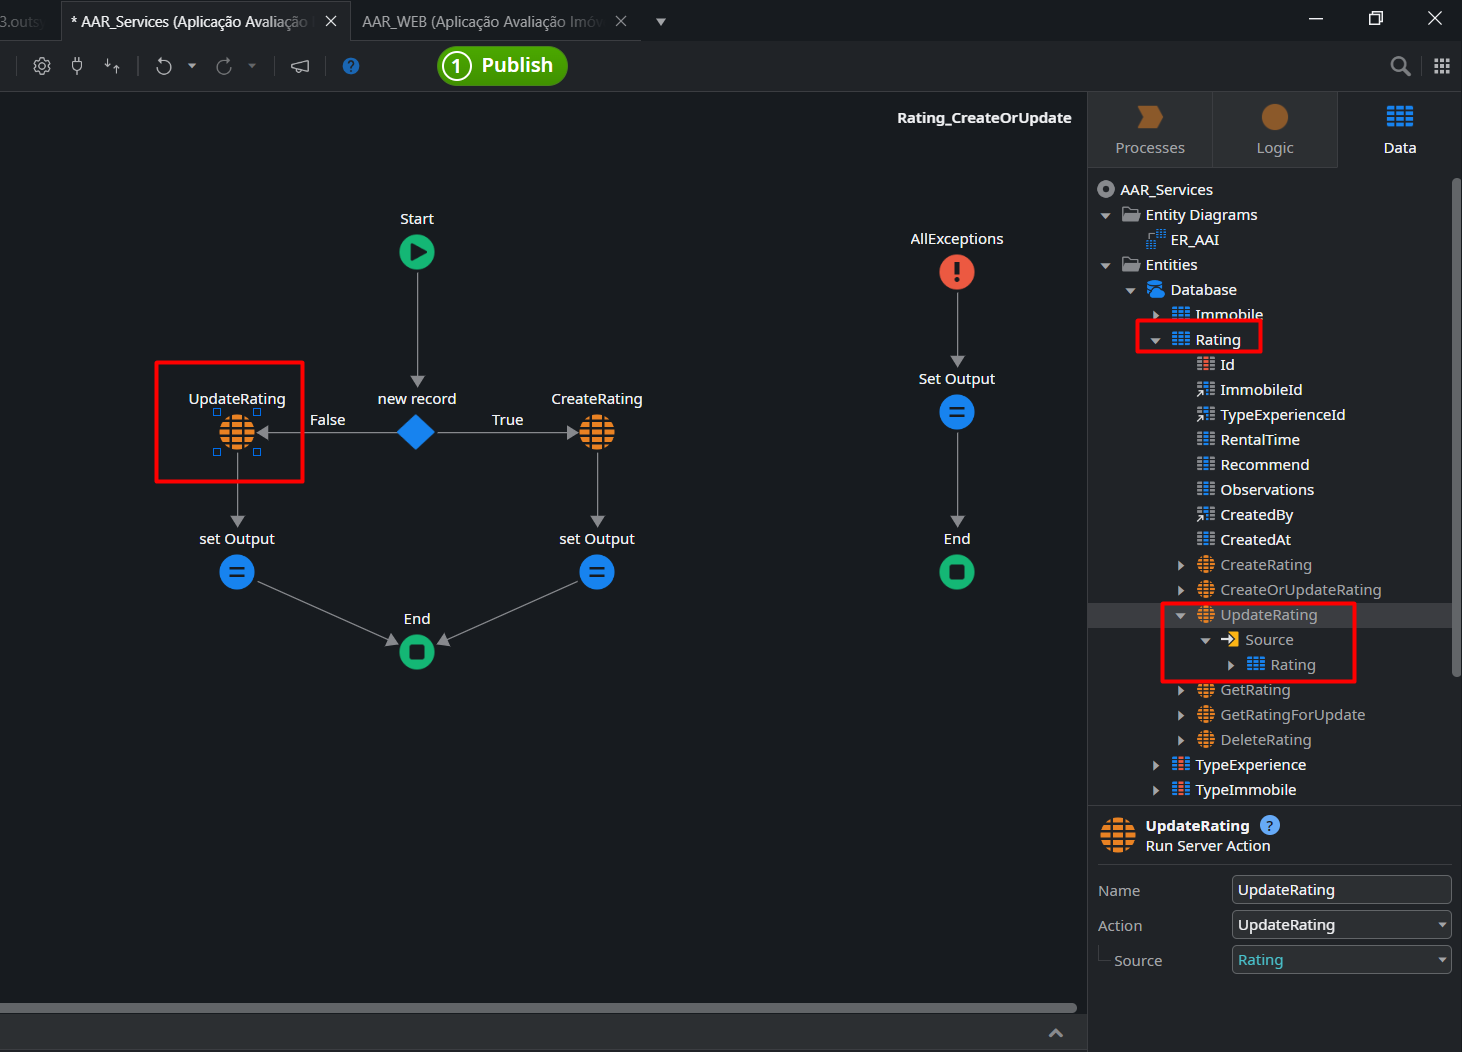 3.outsy
* AAR_Services (Aplicação Avaliação
AAR_WEB (Aplicação Avaliação Imóv
1 Publish
?
Rating_CreateOrUpdate
Processes
Logic
Data
Start
AllExceptions
UpdateRating
new record
CreateRating
False
True
Set Output
set Output
set Output
End
End
AAR_Services
Entity Diagrams
ER_AAI
Entities
Database
Immobile
Rating
Id
ImmobileId
TypeExperienceId
RentalTime
Recommend
Observations
CreatedBy
CreatedAt
CreateRating
CreateOrUpdateRating
UpdateRating
Source
Rating
GetRating
GetRatingForUpdate
DeleteRating
TypeExperience
TypeImmobile
UpdateRating ?
Run Server Action
Name UpdateRating
Action UpdateRating
Source Rating